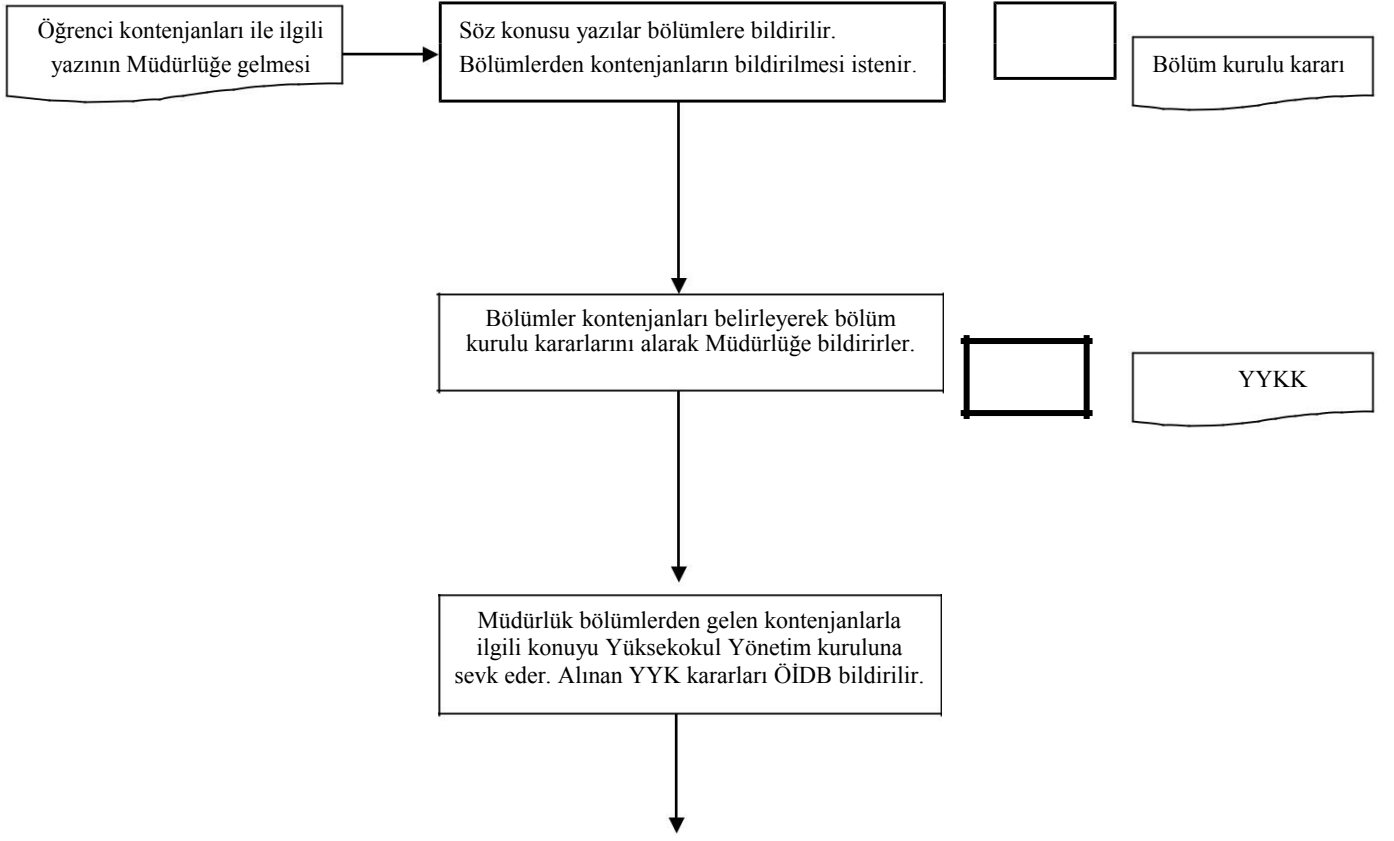 Öğrenci kontenjanları ile ilgili
yazının Müdürlüğe gelmesi
Söz konusu yazılar bölümlere bildirilir.
Bölümlerden kontenjanların bildirilmesi istenir.
Bölüm kurulu kararı
Bölümler kontenjanları belirleyerek bölüm
kurulu kararlarını alarak Müdürlüğe bildirirler.
YYKK
Müdürlük bölümlerden gelen kontenjanlarla
ilgili konuyu Yüksekokul Yönetim kuruluna
sevk eder. Alınan YYK kararları ÖİDB bildirilir.